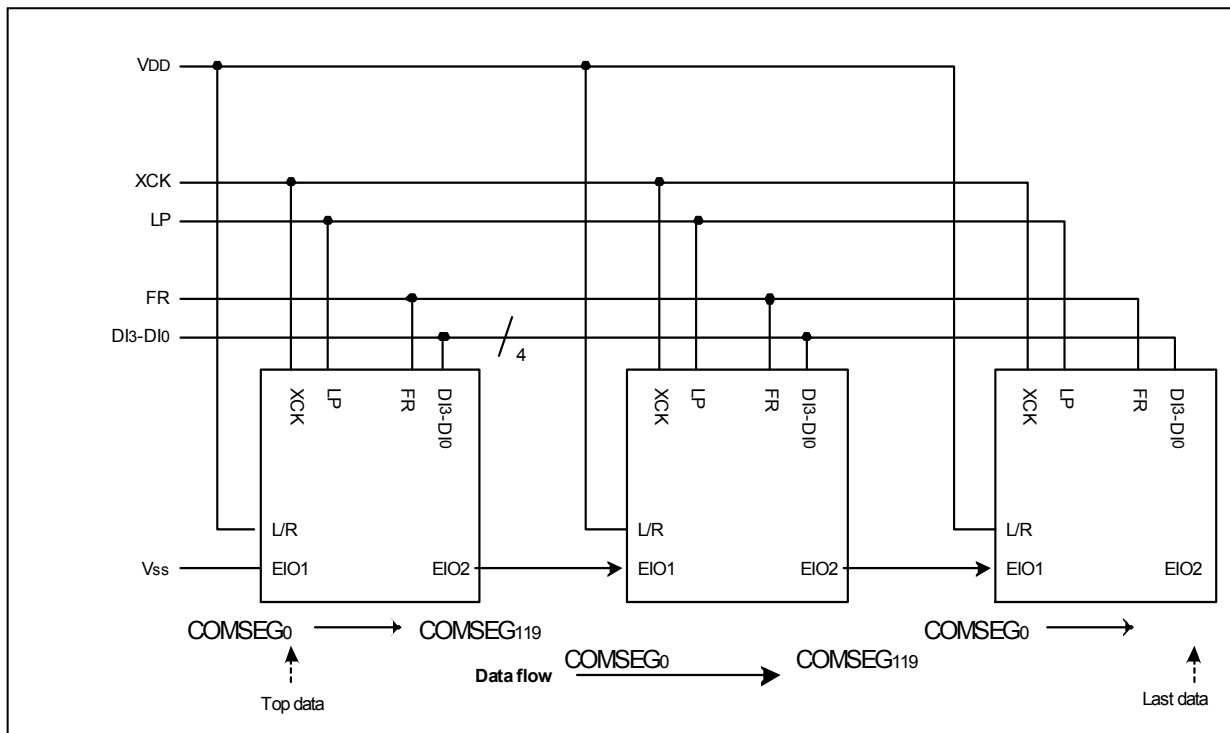 VDD
XCK
LP
FR
DI3-DI0
4
XCK LP FR DI3-DI0
XCK LP FR DI3-DI0
XCK LP FR DI3-DI0
L/R
L/R
L/R
Vss
EIO1 EIO2
EIO1 EIO2
EIO1 EIO2
COMSEG0 COMSEG119
COMSEG0 COMSEG119
COMSEG0
Top data
Data flow
Last data